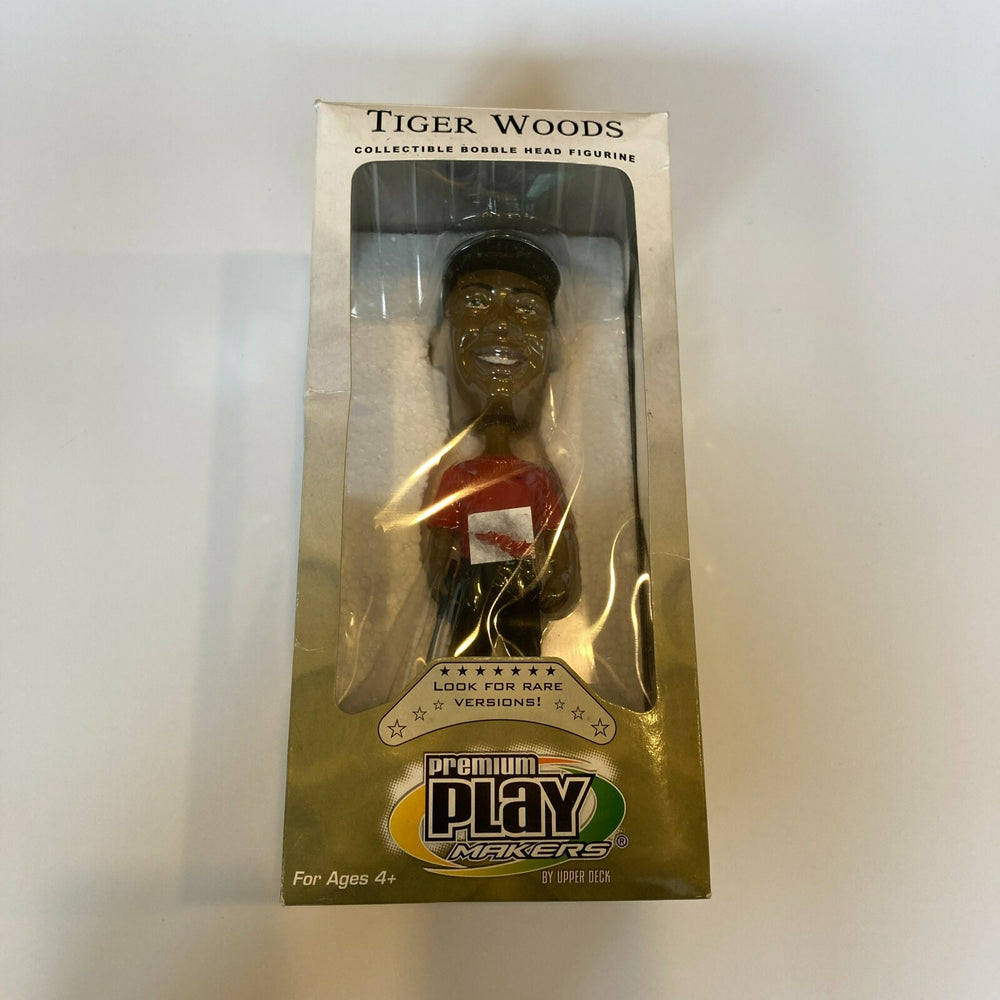 TIGER WOODS
COLLECTIBLE BOBBLE HEAD FIGURINE
LOOK FOR RARE
VERSIONS!
PREMIUM
PLAY
MAKERS®
BY UPPER DECK
For Ages 4+